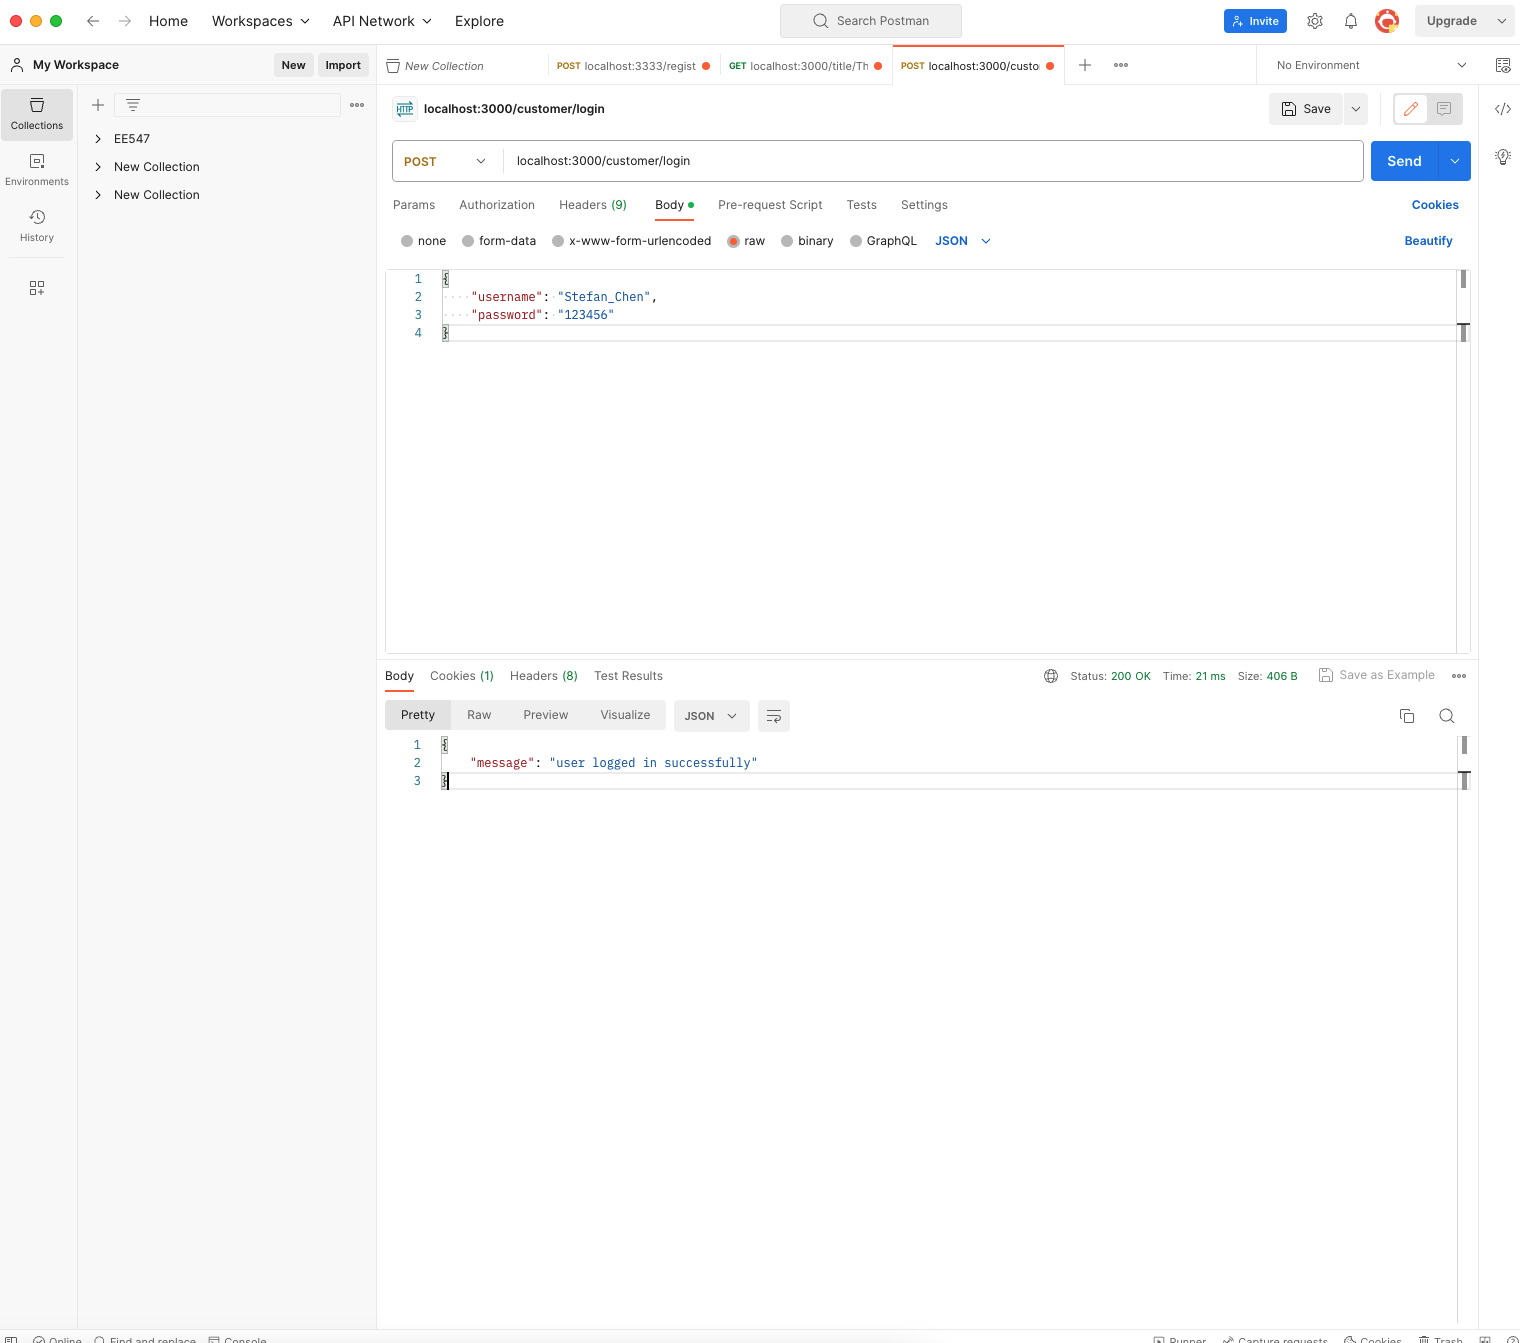 Home Workspaces API Network Explore Search Postman Invite Upgrade
My Workspace New Import New Collection POST localhost:3333/regist GET localhost:3000/title/Th POST localhost:3000/custo No Environment
Collections
Environments
History
EE547
New Collection
New Collection
HTTP localhost:3000/customer/login Save
POST localhost:3000/customer/login Send
Params Authorization Headers (9) Body Pre-request Script Tests Settings Cookies
none form-data x-www-form-urlencoded raw binary GraphQL JSON Beautify
1 {
2 "username": "Stefan_Chen",
3 "password": "123456"
4 }
Body Cookies (1) Headers (8) Test Results Status: 200 OK Time: 21 ms Size: 406 B Save as Example
Pretty Raw Preview Visualize JSON
1 {
2 "message": "user logged in successfully"
3 }
Online Find and replace Console Runner Capture requests Cookies Trash